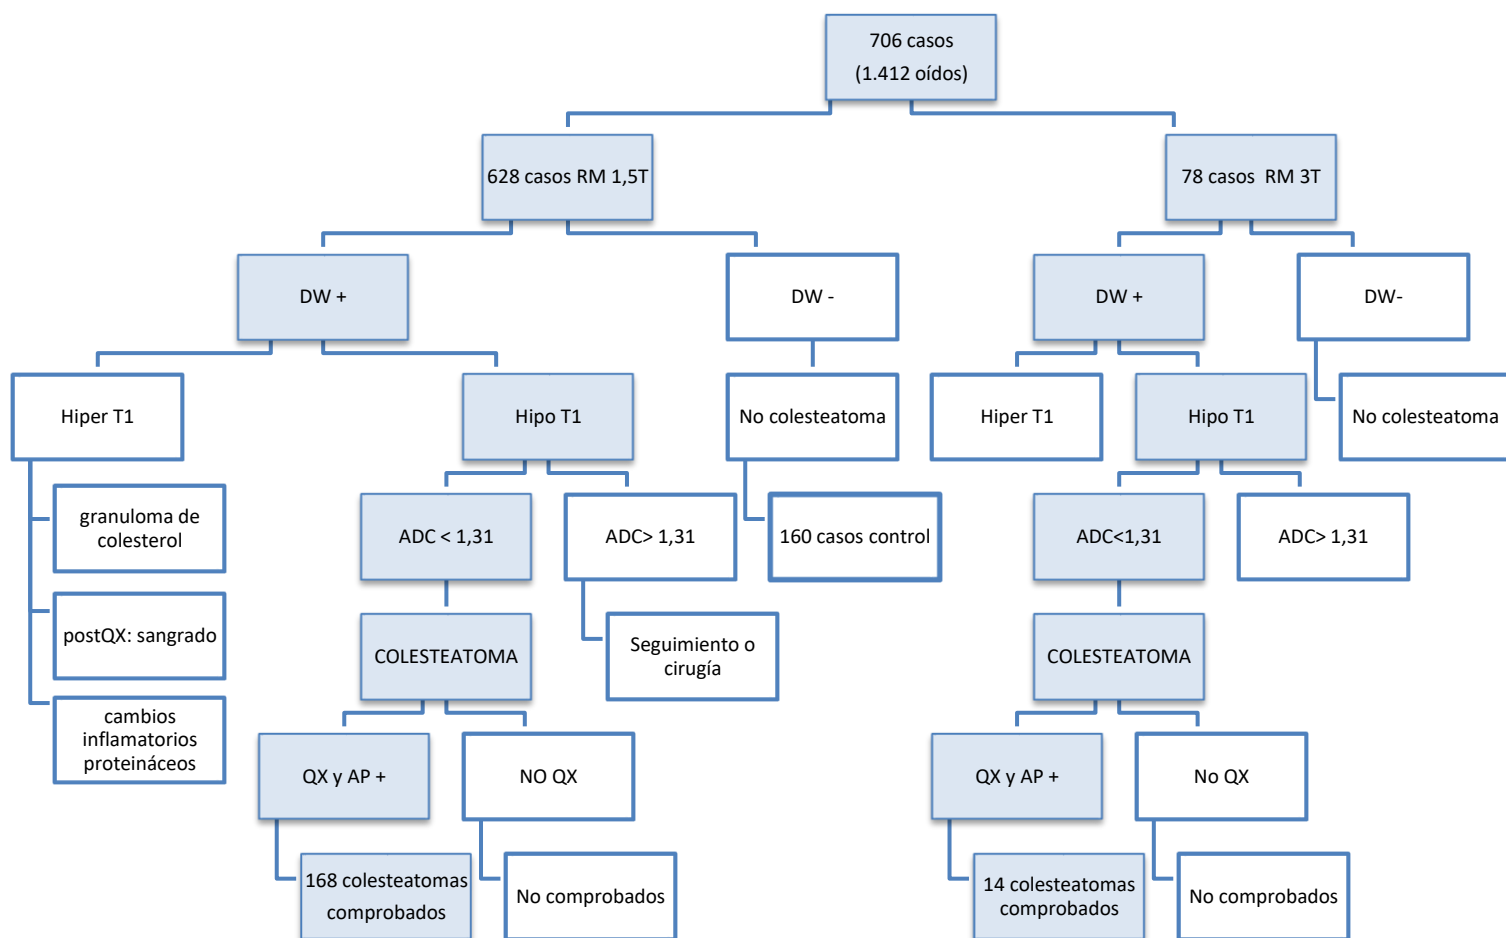 706 casos
(1.412 oídos)
628 casos RM 1,5T
78 casos RM 3T
DW +
DW -
DW +
DW-
Hiper T1
Hipo T1
No colesteatoma
Hiper T1
Hipo T1
No colesteatoma
granuloma de
colesterol
ADC < 1,31
ADC> 1,31
160 casos control
ADC<1,31
ADC> 1,31
postQX: sangrado
COLESTEATOMA
Seguimiento o
cirugía
COLESTEATOMA
cambios
inflamatorios
proteináceos
QX y AP +
NO QX
QX y AP +
No QX
168 colesteatomas
comprobados
No comprobados
14 colesteatomas
comprobados
No comprobados